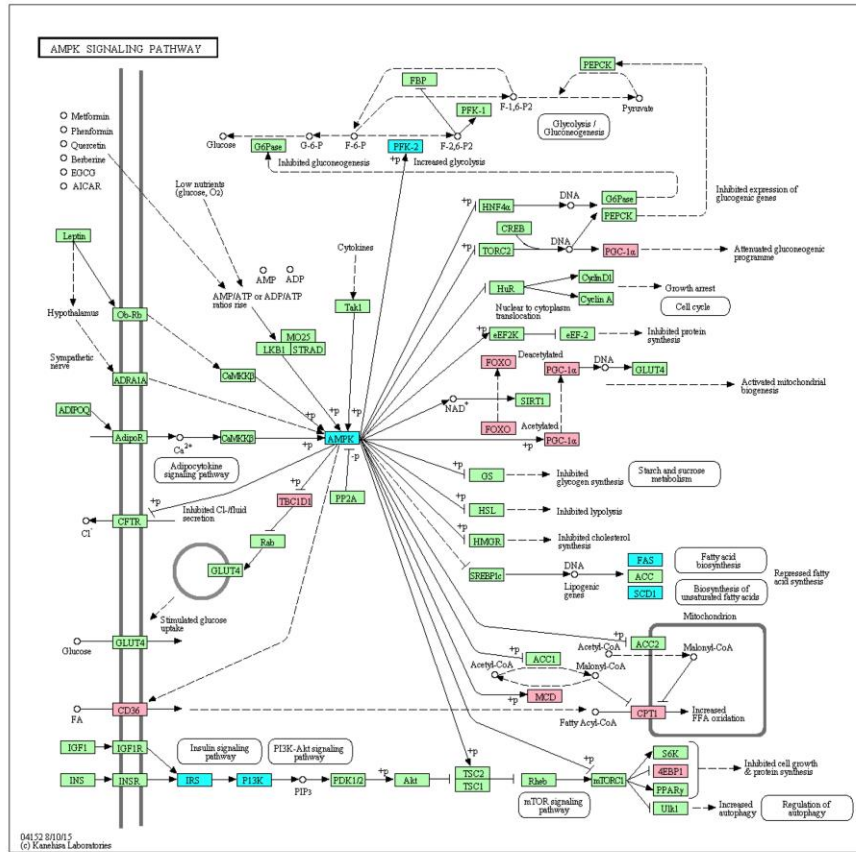 AMPK SIGNALING PATHWAY
Metformin
Phenformin
Quercetin
Berberine
EGCG
AICAR
FBP
PEPCK
F-1,6-P2
Pyruvate
PFK-1
Glycolysis /
Gluconeogenesis
Glucose
G6Pase
G-6-P
F-6-P
PFK-2
F-2,6-P2
Inhibited gluconeogenesis
+p
Increased glycolysis
Low nutrients
(glucose, O2)
Inhibited expression of
glucogenic genes
+p
HNF4α
DNA
G6Pase
PEPCK
CREB
+p
TORC2
DNA
PGC-1α
Attenuated gluconeogenic
programme
Leptin
Cytokines
AMP
ADP
AMP/ATP or ADP/ATP
ratios rise
HuR
CyclinD1
Cyclin A
Growth arrest
Cell cycle
Nuclear to cytoplasm
translocation
Hypothalamus
Ob-Rb
Tak1
MO25
LKB1
STRAD
+p
eEF2K
eEF-2
Inhibited protein
synthesis
Sympathetic
nerve
ADRA1A
CaMKKβ
FOXO
Deacetylated
PGC-1α
DNA
GLUT4
Activated mitochondrial
biogenesis
NAD+
SIRT1
FOXO
Acetylated
+p
PGC-1α
ADIPOQ
AdipoR
Ca2+
CaMKKβ
+p
+p
+p
+p
AMPK
-p
Adipocytokine
signaling pathway
+p
GS
Inhibited
glycogen synthesis
Starch and sucrose
metabolism
+p
TBC1D1
PP2A
+p
HSL
Inhibited lypolysis
+p
Cl-
CFTR
Inhibited Cl-/fluid
secretion
Rab
+p
HMGR
Inhibited cholesterol
synthesis
GLUT4
SREBP1c
DNA
Lipogenic
genes
FAS
ACC
SCD1
Fatty acid
biosynthesis
Biosynthesis of
unsaturated fatty acids
Repressed fatty
acid synthesis
Stimulated glucose
uptake
Mitochondrion
Glucose
GLUT4
+p
ACC2
Acetyl-CoA
Malonyl-CoA
+p
ACC1
Acetyl-CoA
Malonyl-CoA
+p
MCD
+p
FA
CD36
Fatty Acyl-CoA
CPT1
Increased
FFA oxidation
IGF1
IGF1R
Insulin signaling
pathway
PI3K-Akt signaling
pathway
+p
+p
S6K
4EBP1
PPARγ
Ulk1
Inhibited cell growth
& protein synthesis
INS
INSR
IRS
P13K
PIP3
PDK1/2
+p
Akt
TSC2
TSC1
Rheb
mTORC1
mTOR signaling
pathway
Increased
autophagy
Regulation of
autophagy
04152 8/10/15
(c) Kanehisa Laboratories